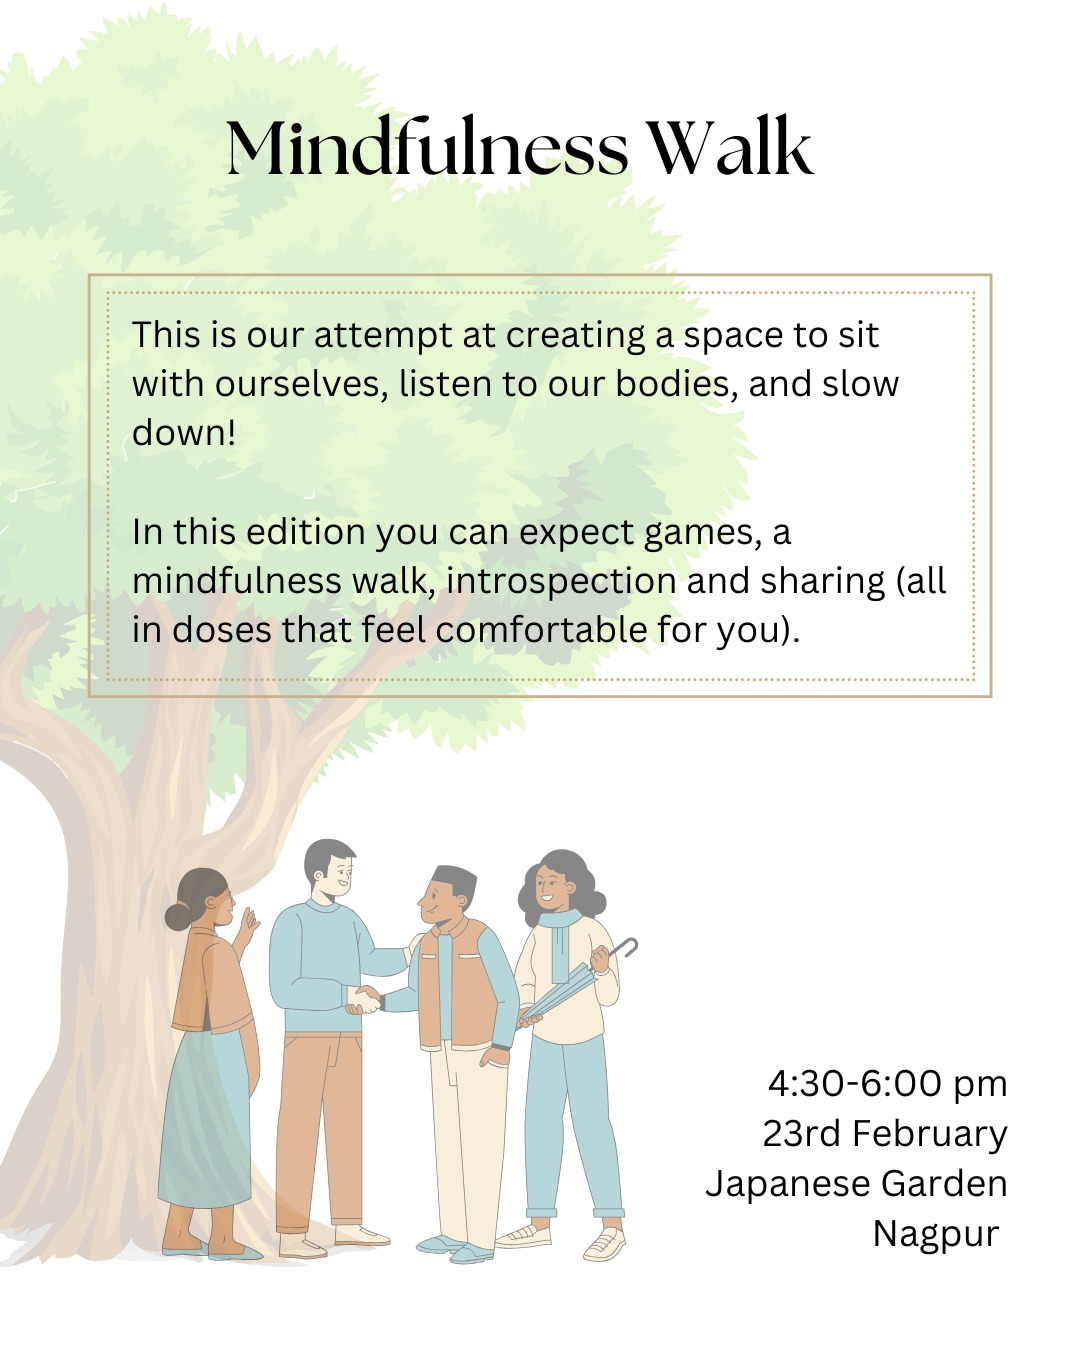 Mindfulness Walk
This is our attempt at creating a space to sit
with ourselves, listen to our bodies, and slow
down!
In this edition you can expect games, a
mindfulness walk, introspection and sharing (all
in doses that feel comfortable for you).
4:30-6:00 pm
23rd February
Japanese Garden
Nagpur